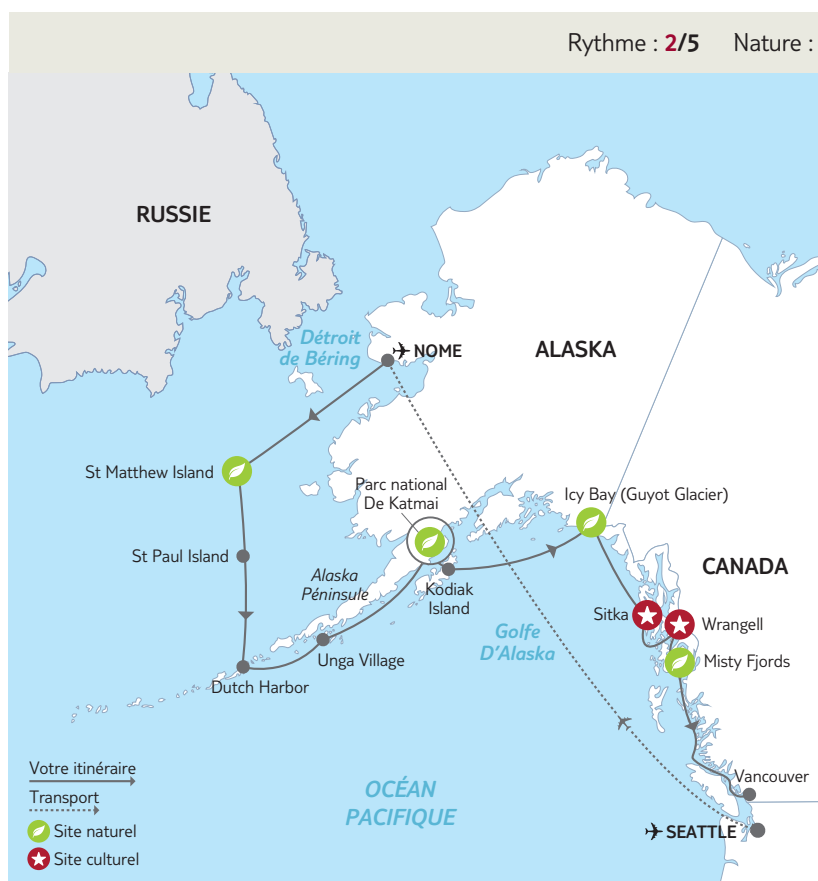 Rythme : 2/5 Nature :
RUSSIE
Détroit
de Béring
NOME
ALASKA
St Matthew Island
Parc national
De Katmai
Icy Bay (Guyot Glacier)
St Paul Island
Alaska
Péninsule
Kodiak
Island
CANADA
Sitka
Wrangell
Golfe
D'Alaska
Unga Village
Misty Fjords
Dutch Harbor
Votre itinéraire
Transport
Site naturel
Site culturel
OCÉAN
PACIFIQUE
Vancouver
SEATTLE